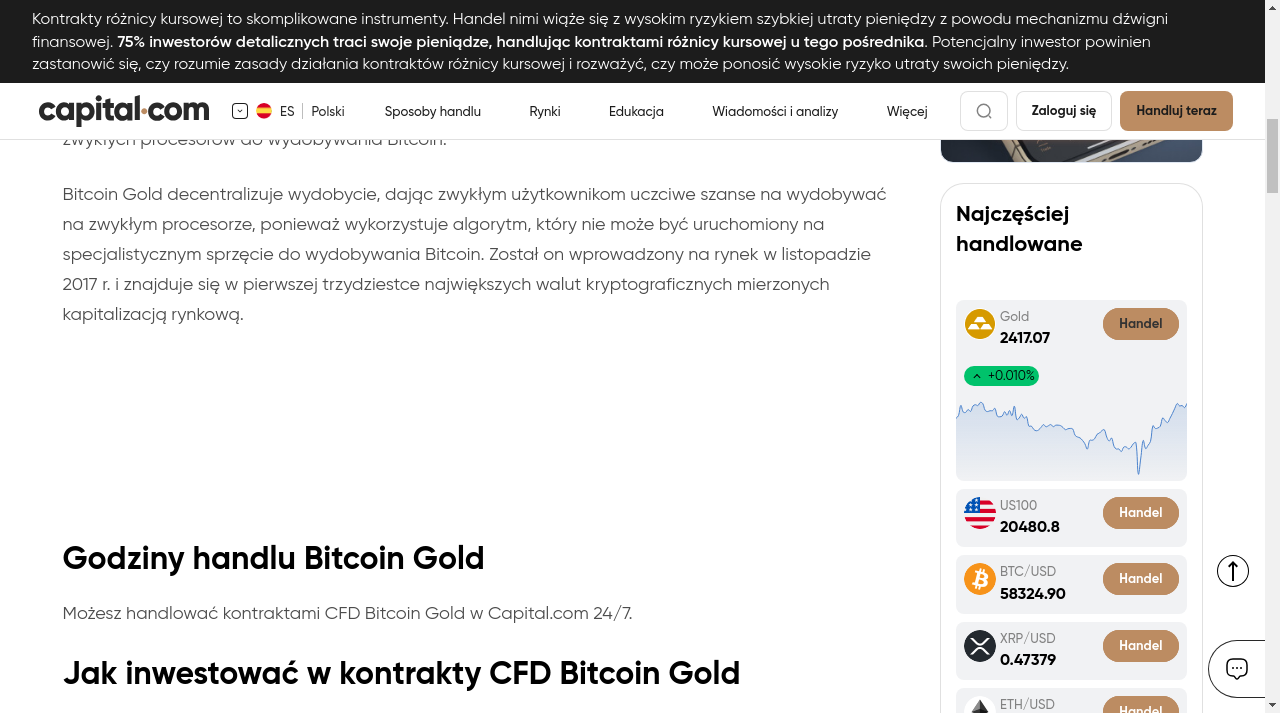 Kontrakty różnicy kursowej to skomplikowane instrumenty. Handel nimi wiąże się z wysokim ryzykiem szybkiej utraty pieniędzy z powodu mechanizmu dźwigni
finansowej. 75% inwestorów detalicznych traci swoje pieniądze, handlując kontraktami różnicy kursowej u tego pośrednika. Potencjalny inwestor powinien
zastanowić się, czy rozumie zasady działania kontraktów różnicy kursowej i rozważyć, czy może ponosić wysokie ryzyko utraty swoich pieniędzy.
capital.com
ES
Polski
Sposoby handlu
Rynki
Edukacja
Wiadomości i analizy
Więcej
Zaloguj się
Handluj teraz
zwykłych procesorów do wydobywania Bitcoin.
Bitcoin Gold decentralizuje wydobycie, dając zwykłym użytkownikom uczciwe szanse na wydobywać
na zwykłym procesorze, ponieważ wykorzystuje algorytm, który nie może być uruchomiony na
specjalistycznym sprzęcie do wydobywania Bitcoin. Został on wprowadzony na rynek w listopadzie
2017 r. i znajduje się w pierwszej trzydziestce największych walut kryptograficznych mierzonych
kapitalizacją rynkową.
Godziny handlu Bitcoin Gold
Możesz handlować kontraktami CFD Bitcoin Gold w Capital.com 24/7.
Jak inwestować w kontrakty CFD Bitcoin Gold
Najczęściej
handlowane
Gold
2417.07
Handel
+0.010%
US100
20480.8
Handel
BTC/USD
58324.90
Handel
XRP/USD
0.47379
Handel
ETH/USD
Handel